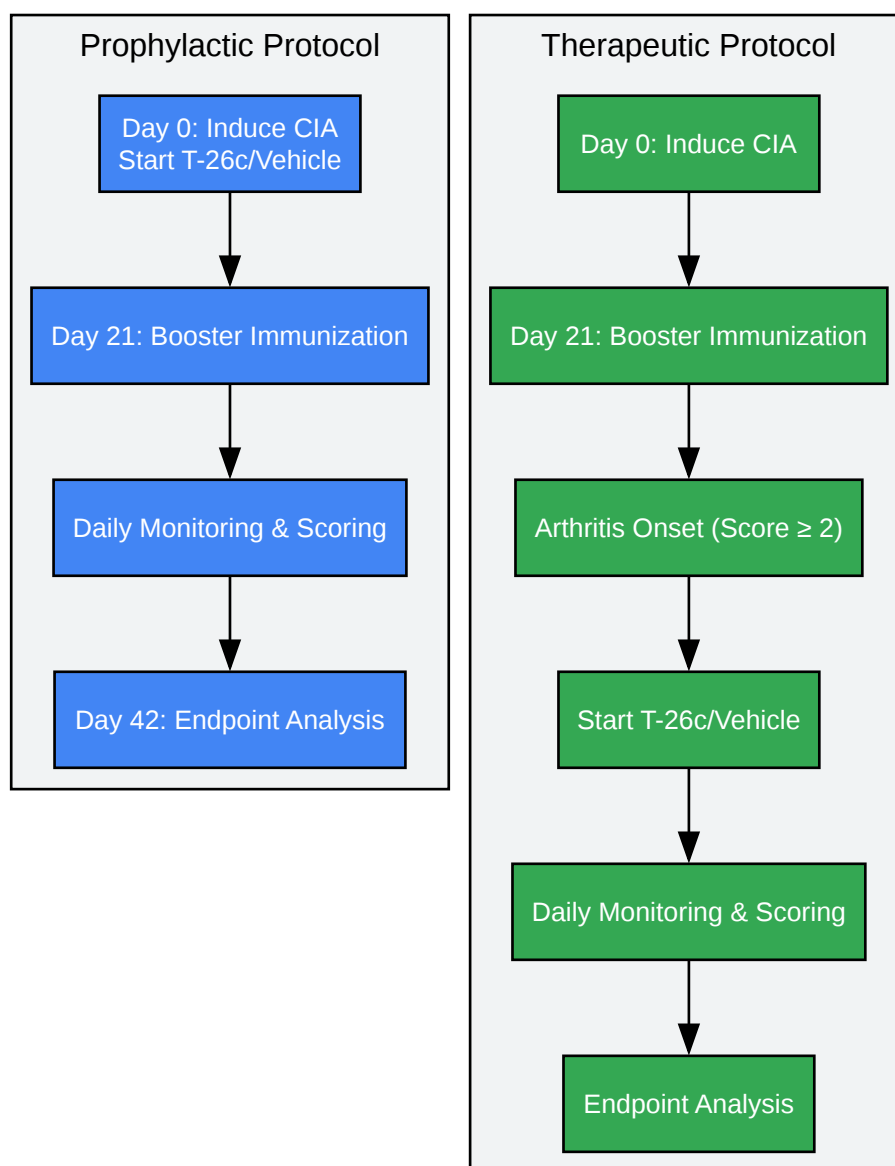 Prophylactic Protocol
Day 0: Induce CIA
Start T-26c/Vehicle
Day 21: Booster Immunization
Daily Monitoring & Scoring
Day 42: Endpoint Analysis
Therapeutic Protocol
Day 0: Induce CIA
Day 21: Booster Immunization
Arthritis Onset (Score ≥ 2)
Start T-26c/Vehicle
Daily Monitoring & Scoring
Endpoint Analysis